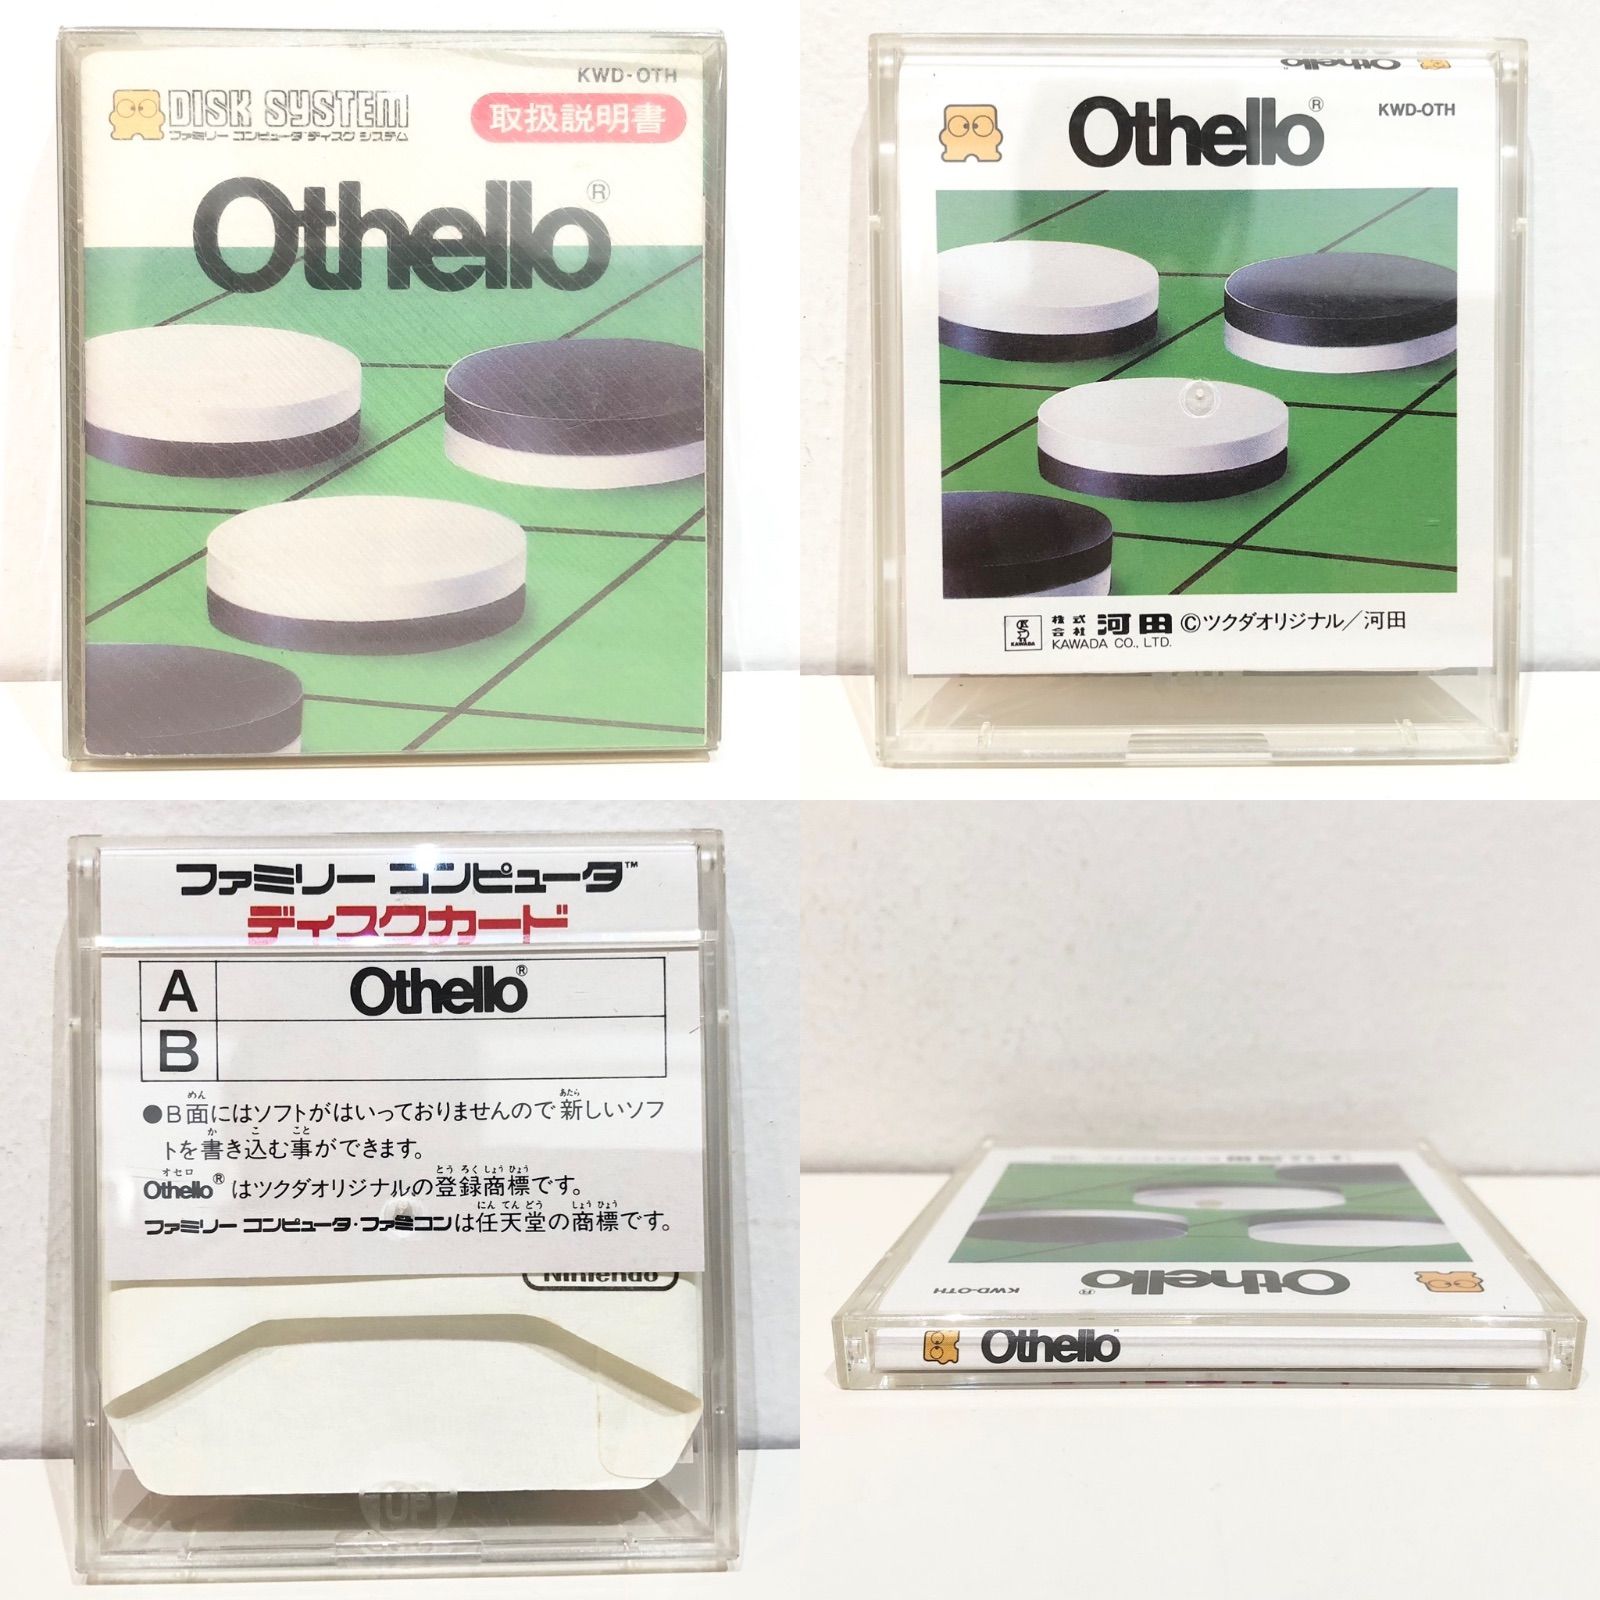 KWD-OTH
DISK SYSTEM
ファミリー コンピュータ ディスク システム
取扱説明書
Othello®
Othello
Othello®
KWD-OTH
KAWADA
株式会社 河田
KAWADA CO., LTD.
©ツクダオリジナル／河田
ファミリー コンピュータ™
ディスクカード
A Othello®
B
●B面にはソフトがはいっておりませんので新しいソフ
トを書き込む事ができます。
Othello®はツクダオリジナルの登録商標です。
ファミリー コンピュータ・ファミコンは任天堂の商標です。
Nintendo
UP
KWD-OTH
Othello®
Othello